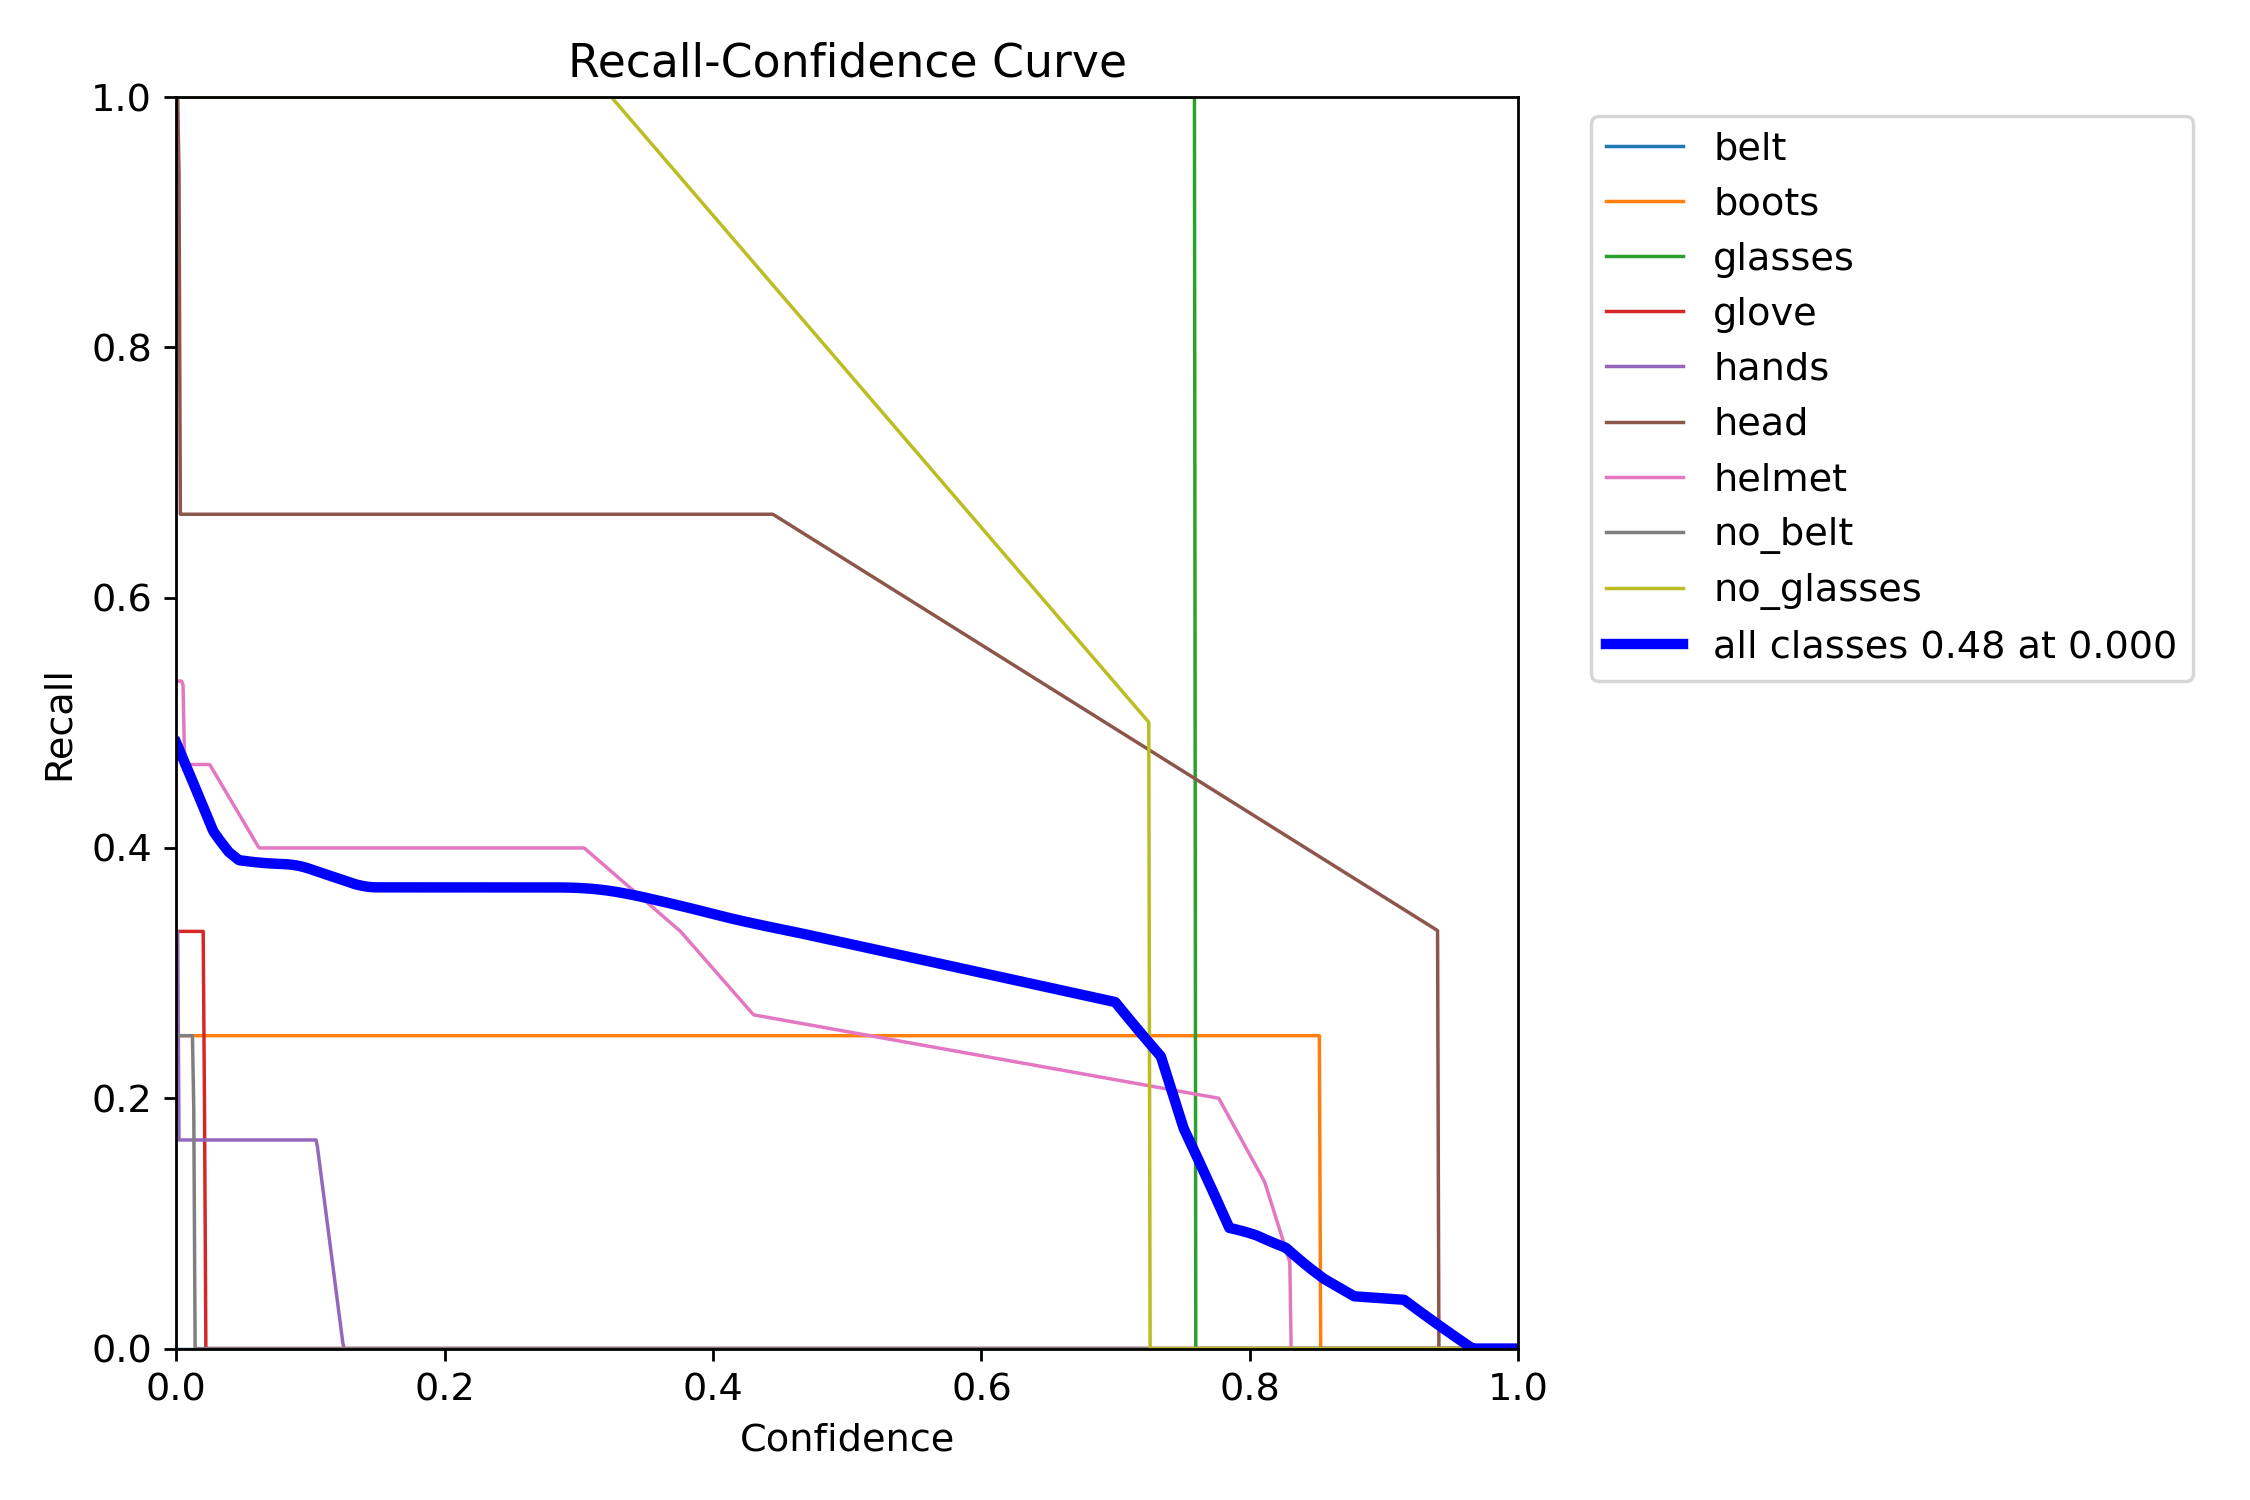 Recall-Confidence Curve
1.0
0.8
0.6
0.4
0.2
0.0
Recall
0.0 0.2 0.4 0.6 0.8 1.0
Confidence
belt
boots
glasses
glove
hands
head
helmet
no_belt
no_glasses
all classes 0.48 at 0.000